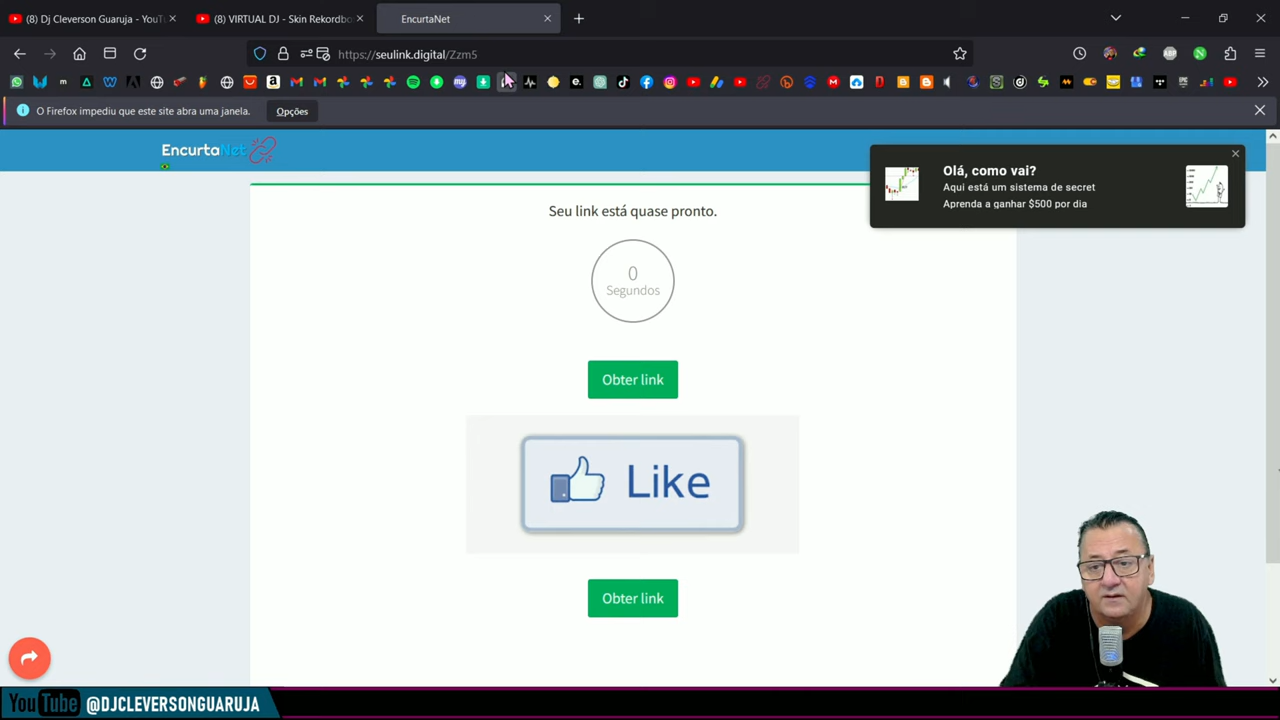 (8) Dj Cleverson Guaruja - YouTu
(8) VIRTUAL DJ - Skin Rekordbo
EncurtaNet
https://seulink.digital/Zzm5
O Firefox impediu que este site abra uma janela.
Opções
EncurtaNet
Olá, como vai?
Aqui está um sistema de secret
Aprenda a ganhar $500 por dia
Seu link está quase pronto.
0
Segundos
Obter link
Like
Obter link
YouTube @DJCLEVERSONGUARUJA